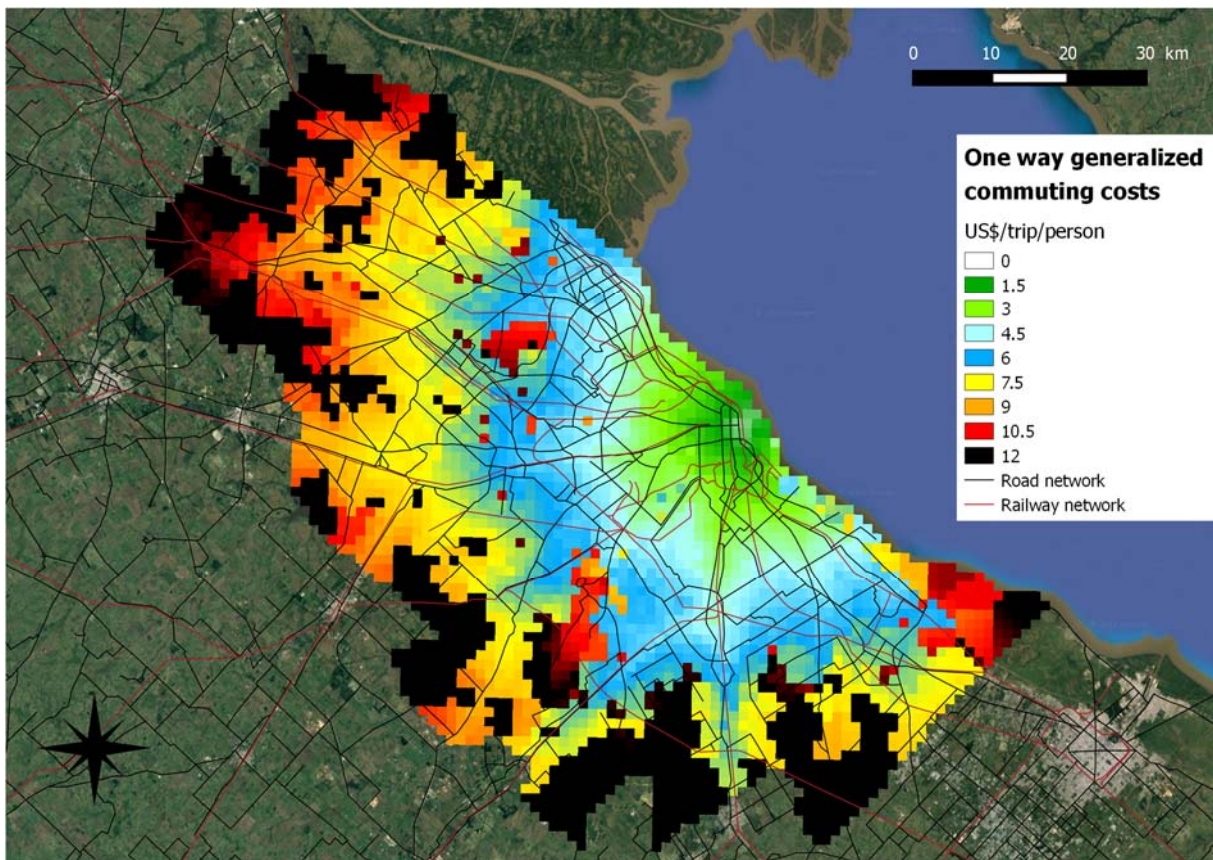 0 10 20 30 km
One way generalized
commuting costs
US$/trip/person
0
1.5
3
4.5
6
7.5
9
10.5
12
Road network
Railway network